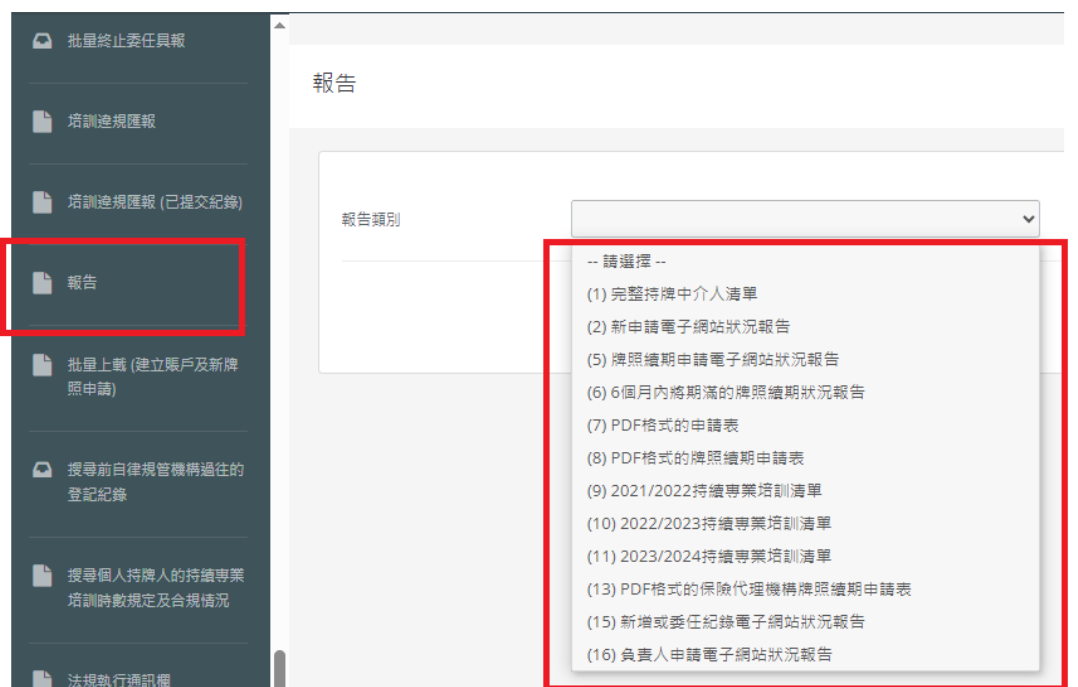 批量終止委任具報
培訓違規匯報
培訓違規匯報 (已提交紀錄)
報告
批量上載 (建立賬戶及新牌
照申請)
搜尋前自律規管機構過往的
登記紀錄
搜尋個人持牌人的持續專業
培訓時數規定及合規情況
法規執行通訊欄
報告
報告類別
-- 請選擇 --
(1) 完整持牌中介人清單
(2) 新申請電子網站狀況報告
(5) 牌照續期申請電子網站狀況報告
(6) 6個月內將期滿的牌照續期狀況報告
(7) PDF格式的申請表
(8) PDF格式的牌照續期申請表
(9) 2021/2022持續專業培訓清單
(10) 2022/2023持續專業培訓清單
(11) 2023/2024持續專業培訓清單
(13) PDF格式的保險代理機構牌照續期申請表
(15) 新增或委任紀錄電子網站狀況報告
(16) 負責人申請電子網站狀況報告